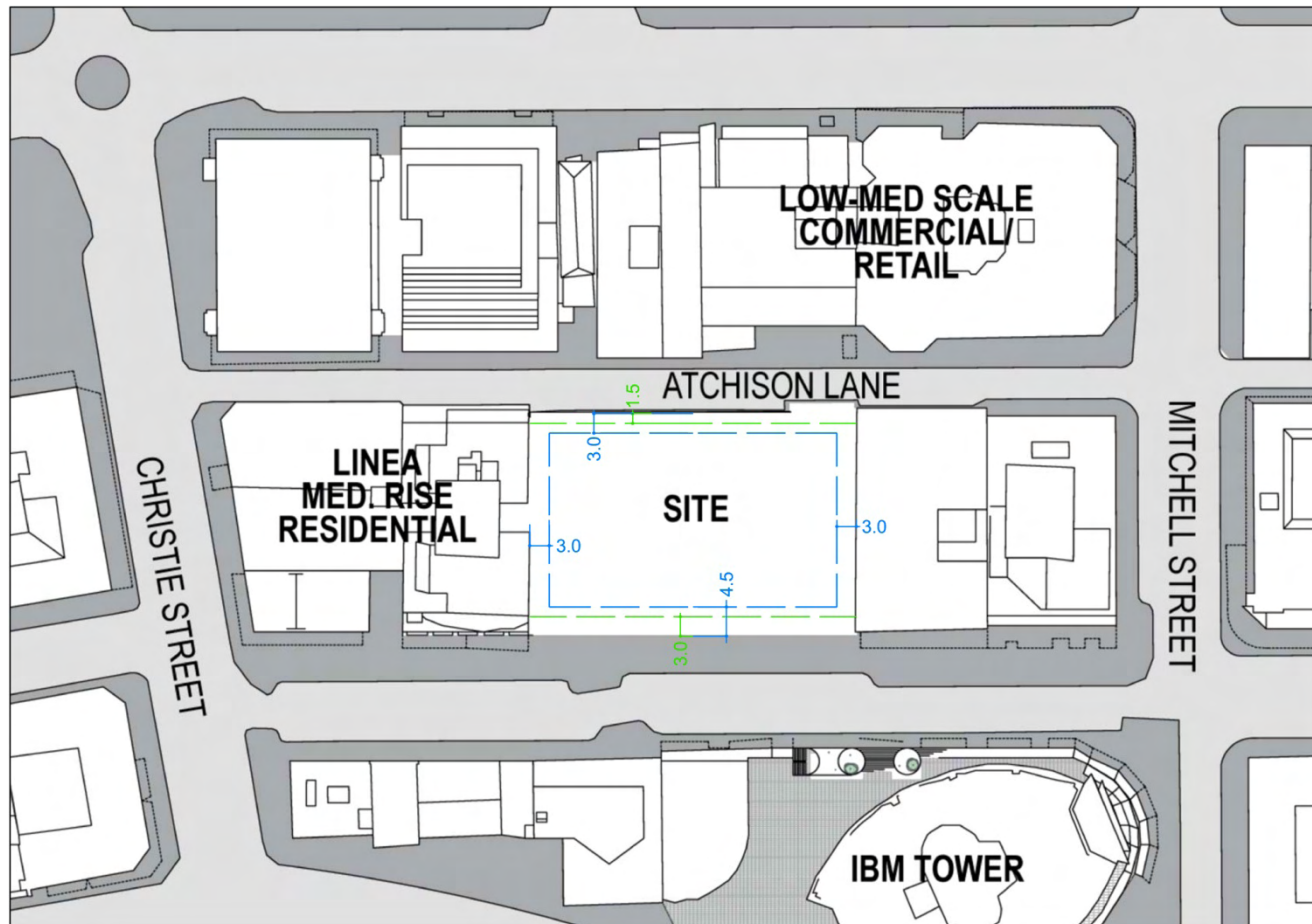 LOW-MED SCALE
COMMERCIAL/
RETAIL
ATCHISON LANE
1.5
3.0
LINEA
MED. RISE
RESIDENTIAL
SITE
3.0
3.0
4.5
3.0
CHRISTIE STREET
MITCHELL STREET
IBM TOWER